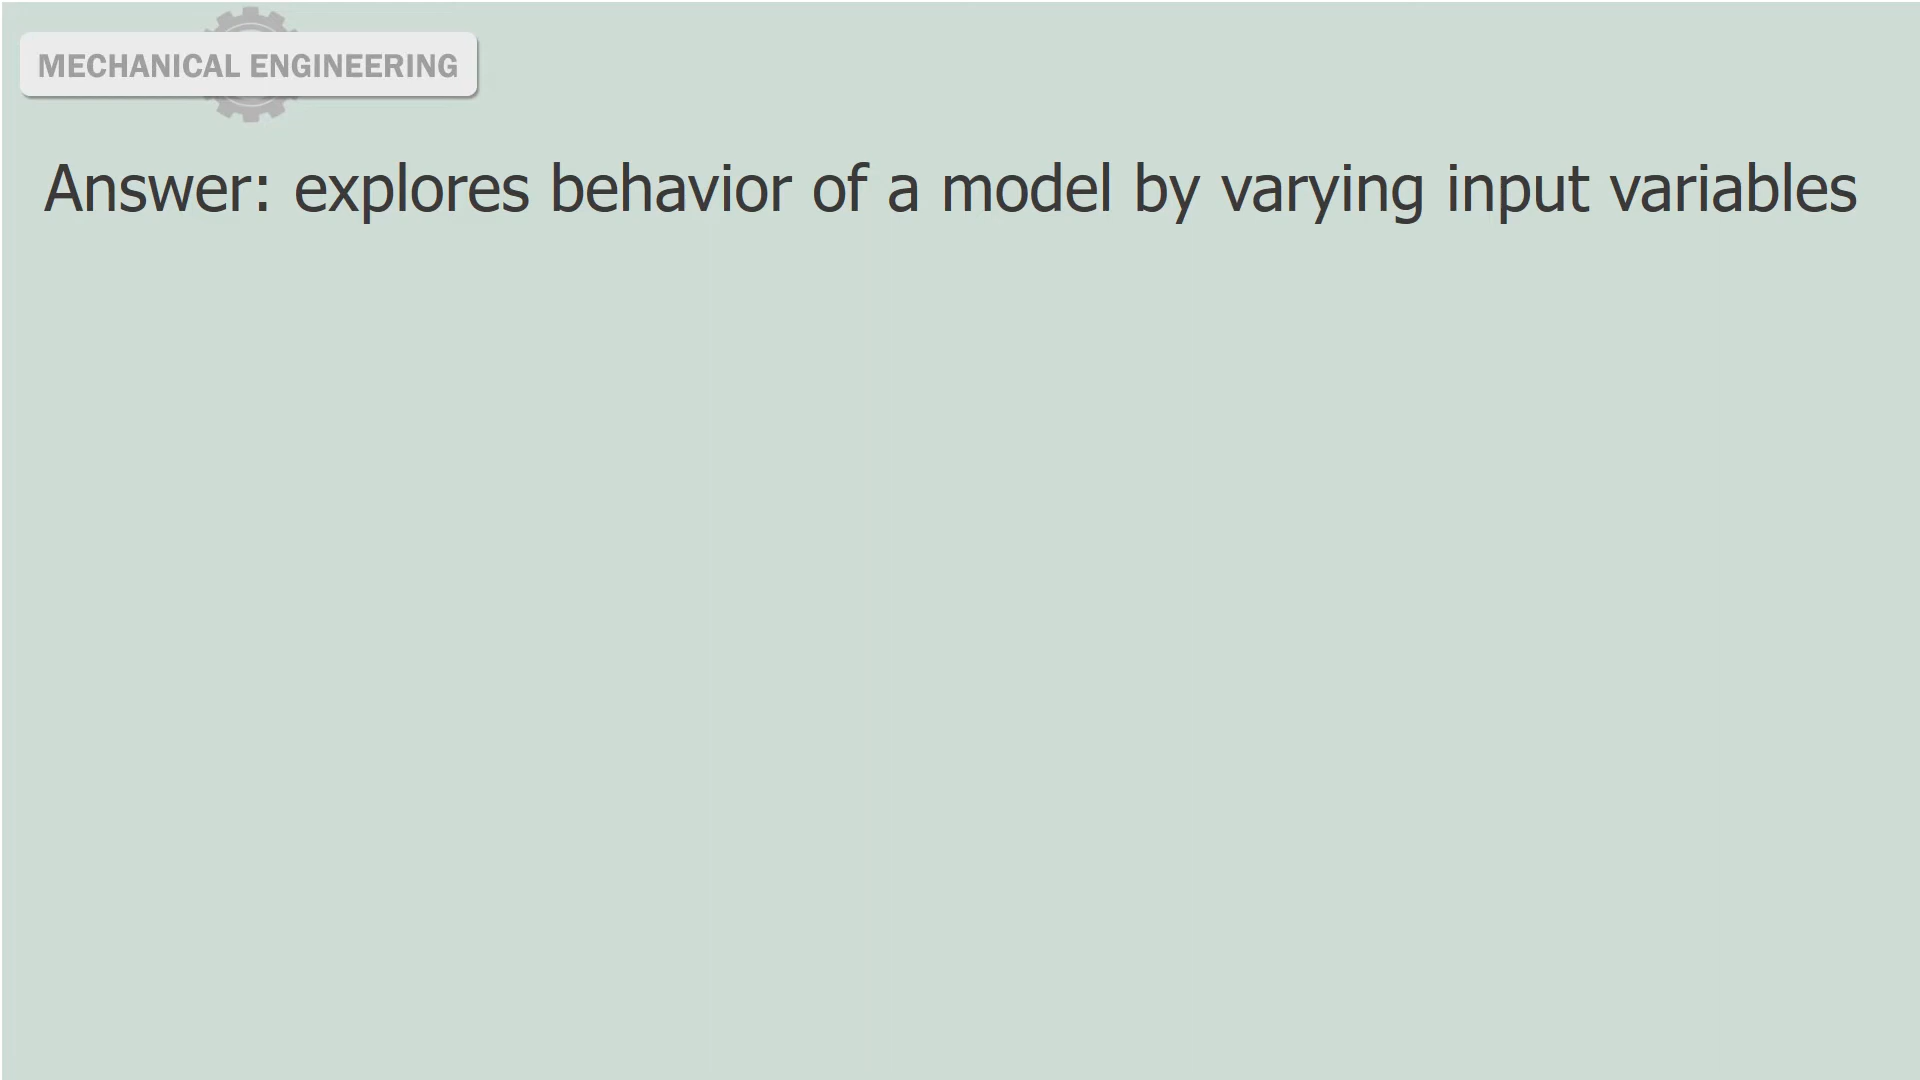 MECHANICAL ENGINEERING
Answer: explores behavior of a model by varying input variables